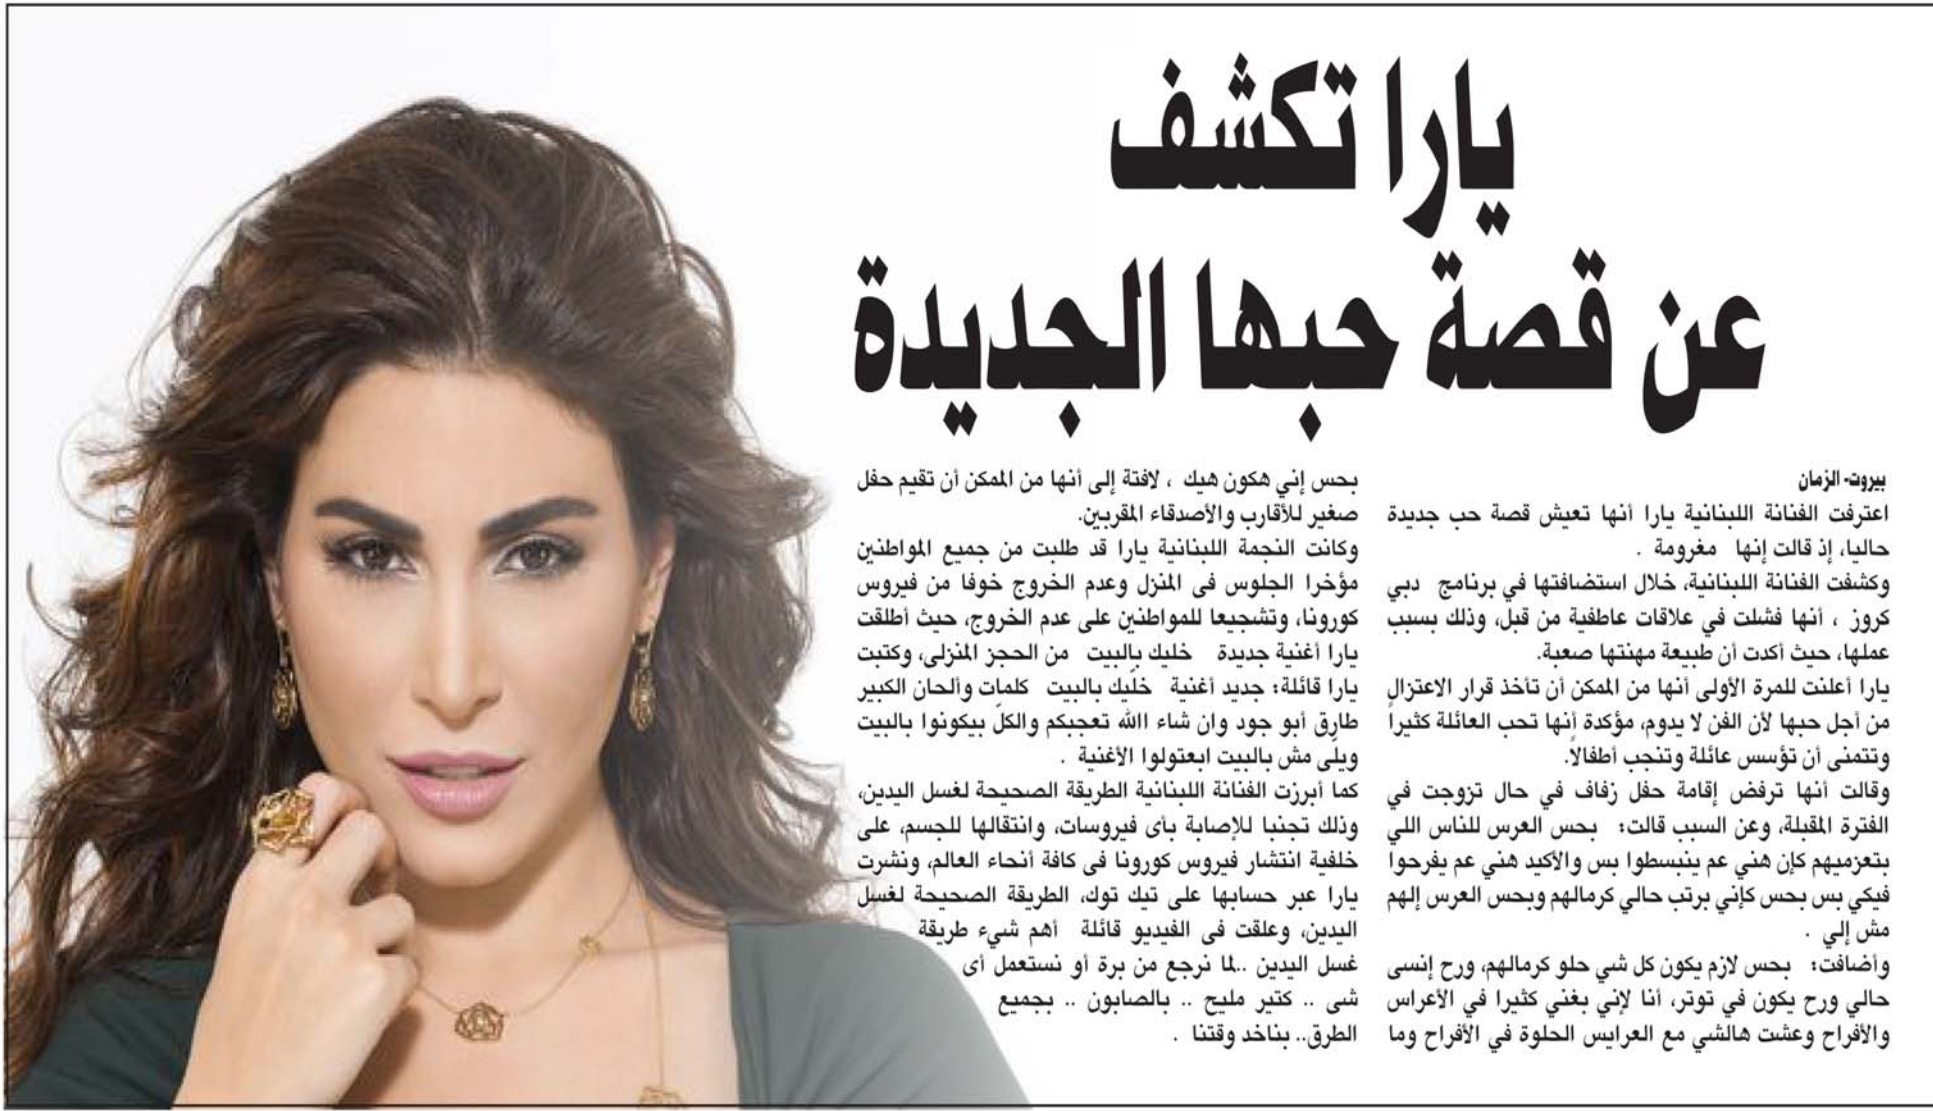 يارا تكشف
عن قصة حبها الجديدة
بيروت- الزمان
اعترفت الفنانة اللبنانية يارا أنها تعيش قصة حب جديدة
حاليا، إذ قالت إنها مغرومة .
وكشفت الفنانة اللبنانية، خلال استضافتها في برنامج دبي
كروز ، أنها فشلت في علاقات عاطفية من قبل، وذلك بسبب
عملها، حيث أكدت أن طبيعة مهنتها صعبة.
يارا أعلنت للمرة الأولى أنها من الممكن أن تأخذ قرار الاعتزال
من أجل حبها لأن الفن لا يدوم، مؤكدة أنها تحب العائلة كثيراً
وتتمنى أن تؤسس عائلة وتنجب أطفالاً.
وقالت أنها ترفض إقامة حفل زفاف في حال تزوجت في
الفترة المقبلة، وعن السبب قالت: بحس العرس للناس اللي
بتعزميهم كإن هني عم ينبسطوا بس والأكيد هني عم يفرحوا
فيكي بس بحس كإني برتب حالي كرمالهم وبحس العرس إلهم
مش إلي .
وأضافت: بحس لازم يكون كل شي حلو كرمالهم، ورح إنسى
حالي ورح يكون في توتر، أنا لإني بغني كثيرا في الأعراس
والأفراح وعشت هالشي مع العرايس الحلوة في الأفراح وما
بحس إني هكون هيك ، لافتة إلى أنها من الممكن أن تقيم حفل
صغير للأقارب والأصدقاء المقربين.
وكانت النجمة اللبنانية يارا قد طلبت من جميع المواطنين
مؤخرا الجلوس فى المنزل وعدم الخروج خوفا من فيروس
كورونا، وتشجيعا للمواطنين على عدم الخروج، حيث أطلقت
يارا أغنية جديدة خليك بالبيت من الحجز المنزلى، وكتبت
يارا قائلة: جديد أغنية خلّيك بالبيت كلمات وألحان الكبير
طارق أبو جود وان شاء االله تعجبكم والكلّ بيكونوا بالبيت
ويلى مش بالبيت ابعتولوا الأغنية .
كما أبرزت الفنانة اللبنانية الطريقة الصحيحة لغسل اليدين،
وذلك تجنبا للإصابة بأى فيروسات، وانتقالها للجسم، على
خلفية انتشار فيروس كورونا فى كافة أنحاء العالم، ونشرت
يارا عبر حسابها على تيك توك، الطريقة الصحيحة لغسل
اليدين، وعلقت فى الفيديو قائلة أهم شيء طريقة
غسل اليدين ..لما نرجع من برة أو نستعمل أى
شى .. كتير مليح .. بالصابون .. بجميع
الطرق.. بناخد وقتنا .